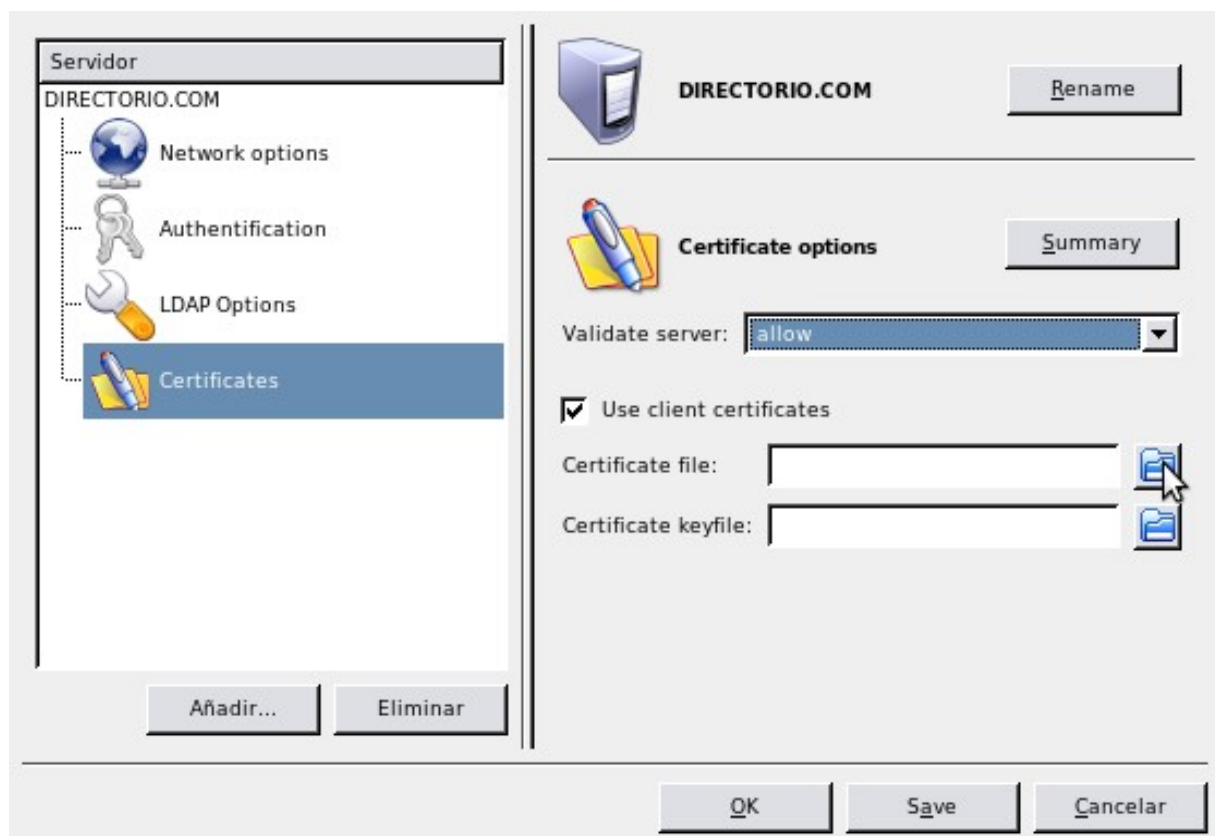 Servidor
DIRECTORIO.COM
Network options
Authentification
LDAP Options
Certificates
Añadir...
Eliminar
DIRECTORIO.COM
Rename
Certificate options
Summary
Validate server: allow
Use client certificates
Certificate file:
Certificate keyfile:
OK
Save
Cancelar